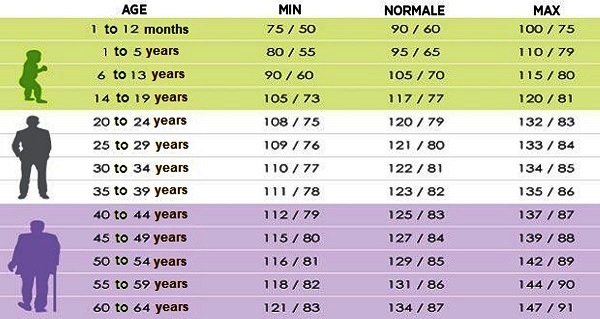 AGE MIN NORMALE MAX
1 to 12 months 75 / 50 90 / 60 100 / 75
1 to 5 years 80 / 55 95 / 65 110 / 79
6 to 13 years 90 / 60 105 / 70 115 / 80
14 to 19 years 105 / 73 117 / 77 120 / 81
20 to 24 years 108 / 75 120 / 79 132 / 83
25 to 29 years 109 / 76 121 / 80 133 / 84
30 to 34 years 110 / 77 122 / 81 134 / 85
35 to 39 years 111 / 78 123 / 82 135 / 86
40 to 44 years 112 / 79 125 / 83 137 / 87
45 to 49 years 115 / 80 127 / 84 139 / 88
50 to 54 years 116 / 81 129 / 85 142 / 89
55 to 59 years 118 / 82 131 / 86 144 / 90
60 to 64 years 121 / 83 134 / 87 147 / 91